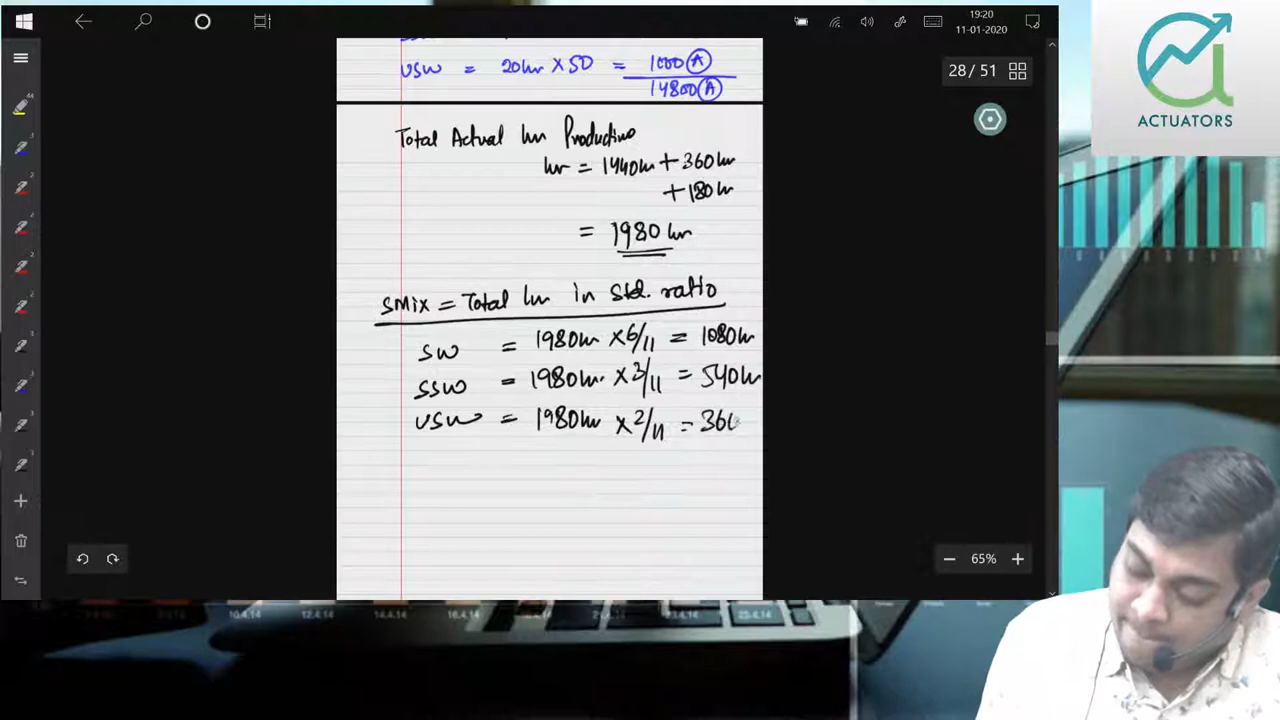 19:20
11-01-2020
28 / 51
ACTUATORS
USW = 20hr × 50 = 1000 Ⓐ
14800 Ⓐ
Total Actual hr Productive
hr = 1440hr + 360hr
+ 180hr
= 1980 hr
SMix = Total hr in Std. ratio
SW = 1980hr × 6/11 = 1080hr
SSW = 1980hr × 3/11 = 540hr
USW = 1980hr × 2/11 = 360
65%